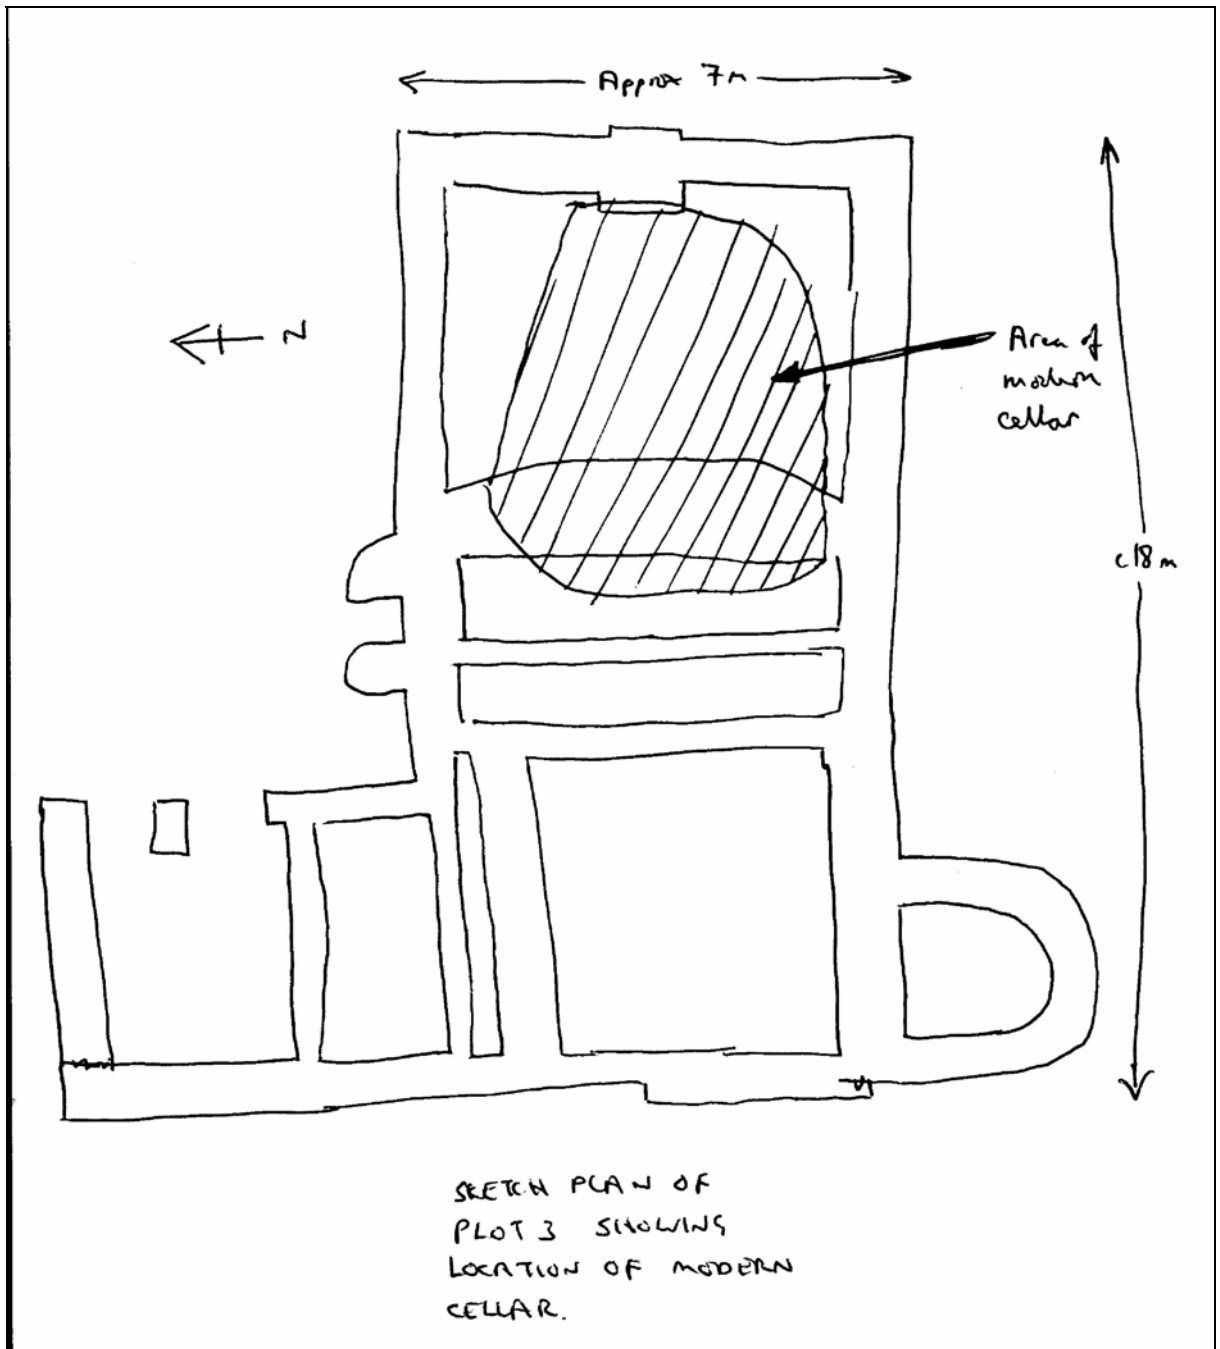 Approx 7m
N
Area of
modern
cellar
c18m
SKETCH PLAN OF
PLOT 3 SHOWING
LOCATION OF MODERN
CELLAR.